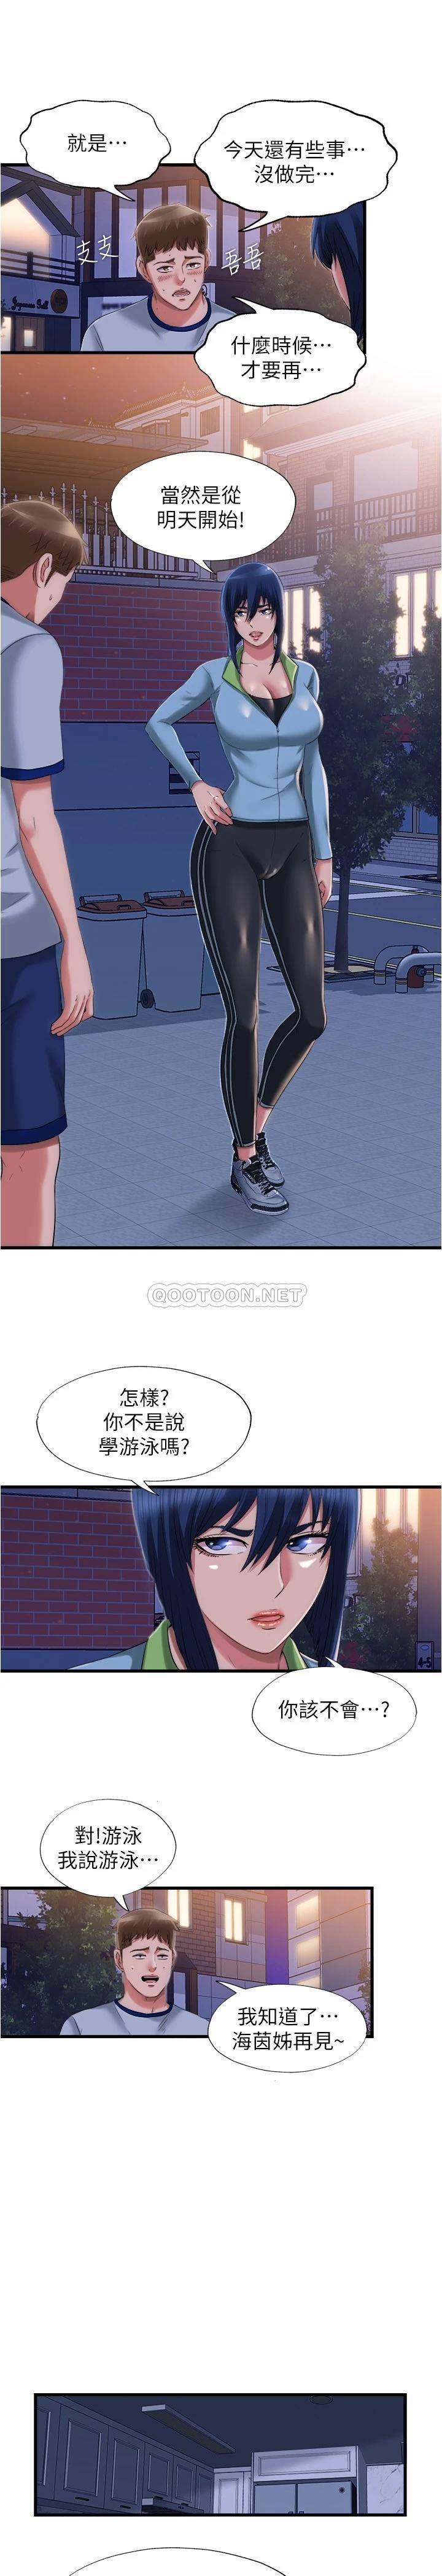 就是⋯
今天還有些事⋯
沒做完⋯
支支
吾吾
什麼時候⋯
才要再⋯
當然是從
明天開始!
QOOTOON.NET
怎樣?
你不是說
學游泳嗎?
4-5
你該不會⋯?
對!游泳
我說游泳⋯
我知道了⋯
海茵姊再見~